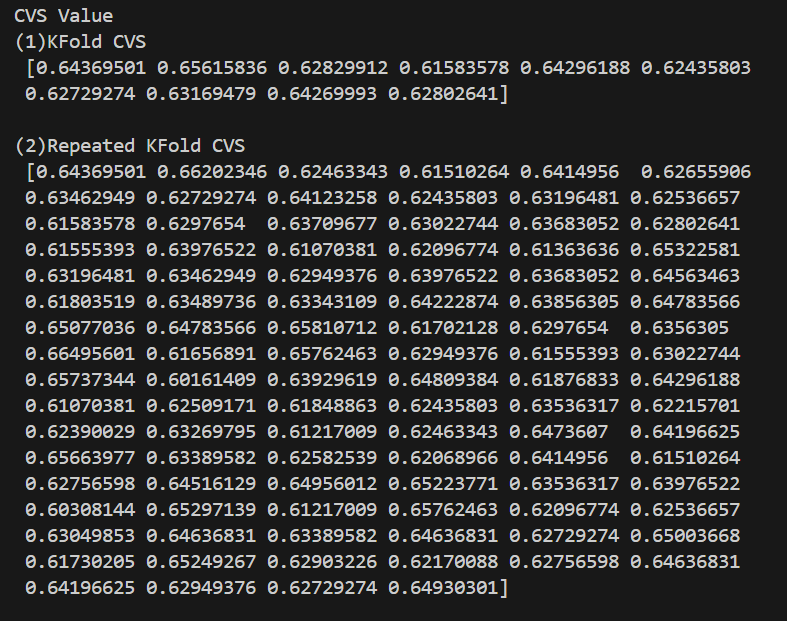 CVS Value
(1)KFold CVS
[0.64369501 0.65615836 0.62829912 0.61583578 0.64296188 0.62435803
0.62729274 0.63169479 0.64269993 0.62802641]
(2)Repeated KFold CVS
[0.64369501 0.66202346 0.62463343 0.61510264 0.6414956  0.62655906
0.63462949 0.62729274 0.64123258 0.62435803 0.63196481 0.62536657
0.61583578 0.6297654  0.63709677 0.63022744 0.63683052 0.62802641
0.61555393 0.63976522 0.61070381 0.62096774 0.61363636 0.65322581
0.63196481 0.63462949 0.62949376 0.63976522 0.63683052 0.64563463
0.61803519 0.63489736 0.63343109 0.64222874 0.63856305 0.64783566
0.65077036 0.64783566 0.65810712 0.61702128 0.6297654  0.6356305
0.66495601 0.61656891 0.65762463 0.62949376 0.61555393 0.63022744
0.65737344 0.60161409 0.63929619 0.64809384 0.61876833 0.64296188
0.61070381 0.62509171 0.61848863 0.62435803 0.63536317 0.62215701
0.62390029 0.63269795 0.61217009 0.62463343 0.6473607  0.64196625
0.65663977 0.63389582 0.62582539 0.62068966 0.6414956  0.61510264
0.62756598 0.64516129 0.64956012 0.65223771 0.63536317 0.63976522
0.60308144 0.65297139 0.61217009 0.65762463 0.62096774 0.62536657
0.63049853 0.64636831 0.63389582 0.64636831 0.62729274 0.65003668
0.61730205 0.65249267 0.62903226 0.62170088 0.62756598 0.64636831
0.64196625 0.62949376 0.62729274 0.64930301]